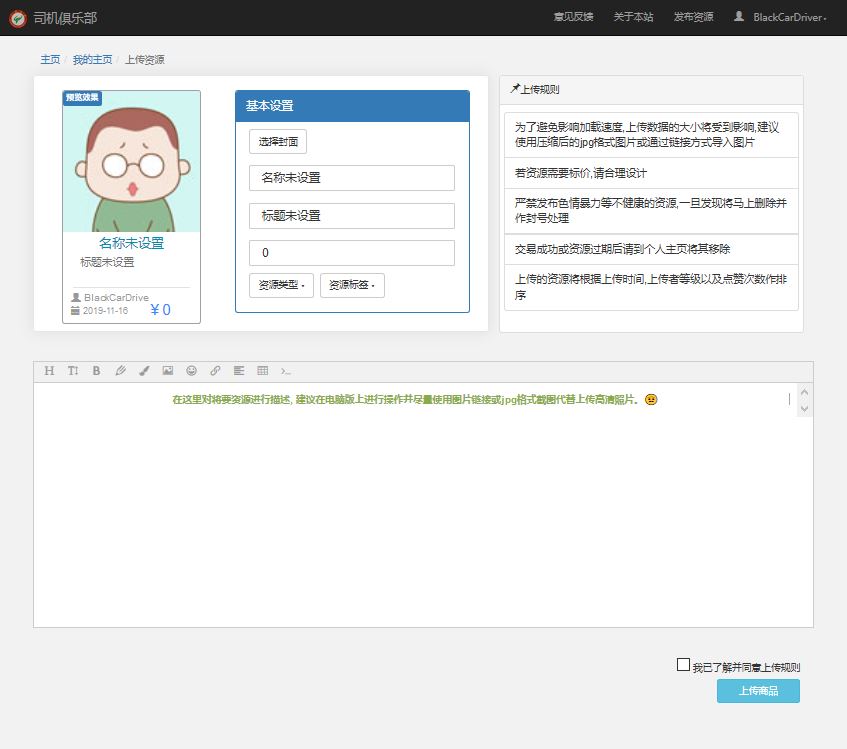 司机俱乐部
意见反馈 关于本站 发布资源 BlackCarDriver
主页 / 我的主页 / 上传资源
预览效果
名称未设置
标题未设置
BlackCarDrive
2019-11-16 ￥0
基本设置
选择封面
名称未设置
标题未设置
0
资源类型 资源标签
上传规则
为了避免影响加载速度,上传数据的大小将受到影响,建议
使用压缩后的jpg格式图片或通过链接方式导入图片
若资源需要标价,请合理设计
严禁发布色情暴力等不健康的资源,一旦发现将马上删除并
作封号处理
交易成功或资源过期后请到个人主页将其移除
上传的资源将根据上传时间,上传者等级以及点赞次数作排
序
在这里对将要资源进行描述, 建议在电脑版上进行操作并尽量使用图片链接或jpg格式截图代替上传高清照片。
我已了解并同意上传规则
上传商品